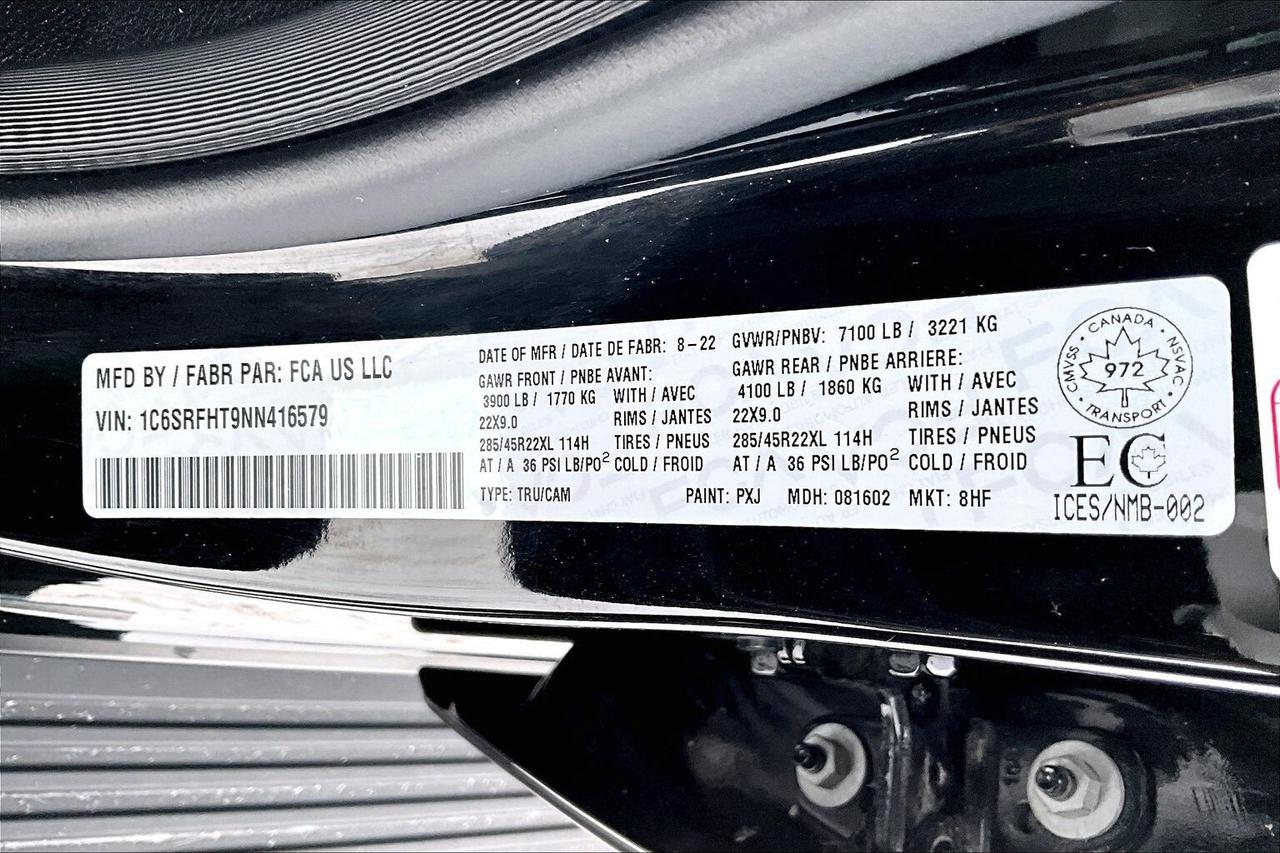 MFD BY / FABR PAR: FCA US LLC
VIN: 1C6SRFHT9NN416579
DATE OF MFR / DATE DE FABR: 8-22 GVWR/PNBV: 7100 LB / 3221 KG
GAWR FRONT / PNBE AVANT: GAWR REAR / PNBE ARRIERE:
3900 LB / 1770 KG WITH / AVEC 4100 LB / 1860 KG WITH / AVEC
22X9.0 RIMS / JANTES 22X9.0 RIMS / JANTES
285/45R22XL 114H TIRES / PNEUS 285/45R22XL 114H TIRES / PNEUS
AT / A 36 PSI LB/PO² COLD / FROID AT / A 36 PSI LB/PO² COLD / FROID
TYPE: TRU/CAM PAINT: PXJ MDH: 081602 MKT: 8HF
CANADA
CMVSS 972 NVSAC
TRANSPORT
EC
ICES/NMB-002